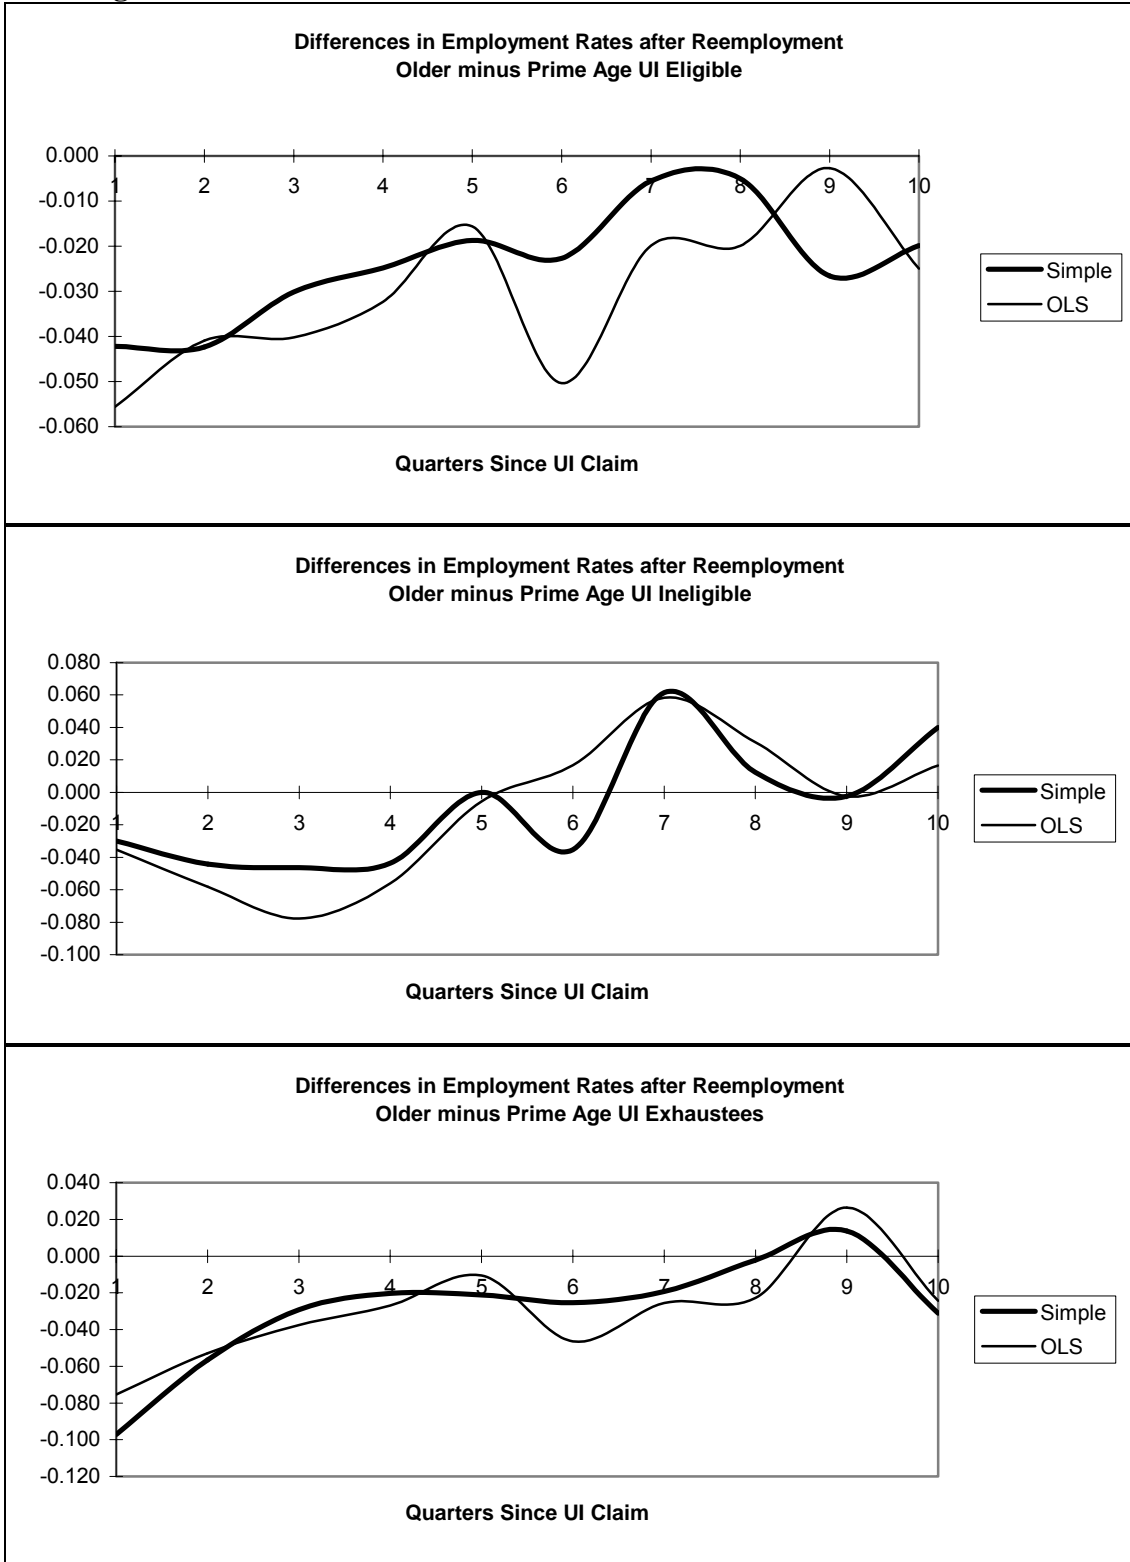 Differences in Employment Rates after Reemployment
Older minus Prime Age UI Eligible
0.000
1 2 3 4 5 6 7 8 9 10
-0.010
-0.020
-0.030
-0.040
-0.050
-0.060
Simple
OLS
Quarters Since UI Claim
Differences in Employment Rates after Reemployment
Older minus Prime Age UI Ineligible
0.080
0.060
0.040
0.020
0.000
-0.020
1 2 3 4 5 6 7 8 9 10
-0.040
-0.060
-0.080
-0.100
Simple
OLS
Quarters Since UI Claim
Differences in Employment Rates after Reemployment
Older minus Prime Age UI Exhaustees
0.040
0.020
0.000
-0.020
1 2 3 4 5 6 7 8 9 10
-0.040
-0.060
-0.080
-0.100
-0.120
Simple
OLS
Quarters Since UI Claim